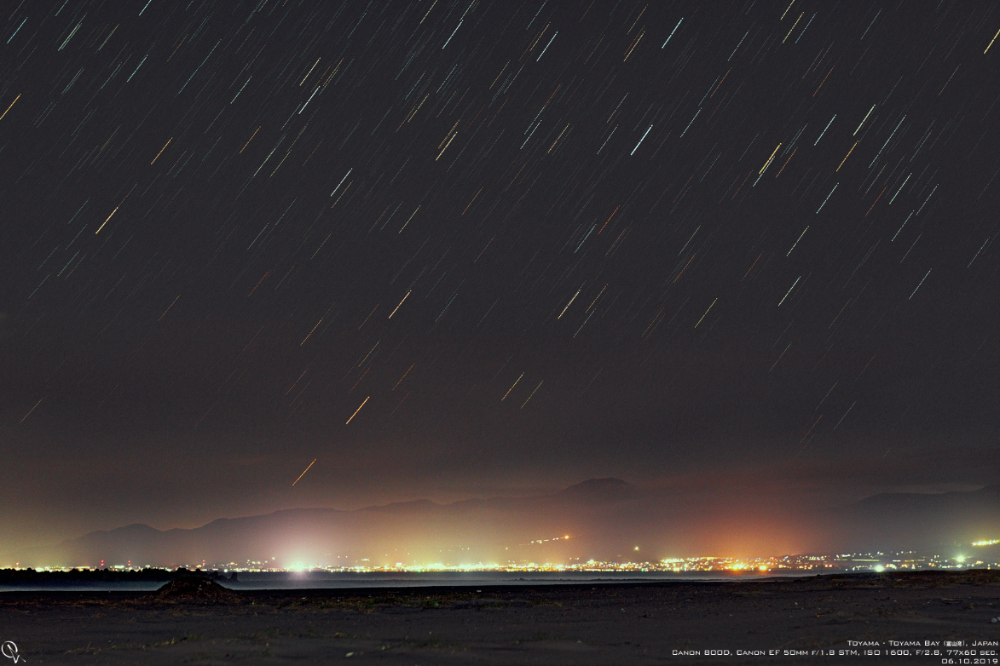 Toyama - Toyama Bay (富山湾), Japan
Canon 800D, Canon EF 50mm f/1.8 STM, ISO 1600, f/2.8, 77x60 sec.
06.10.2019